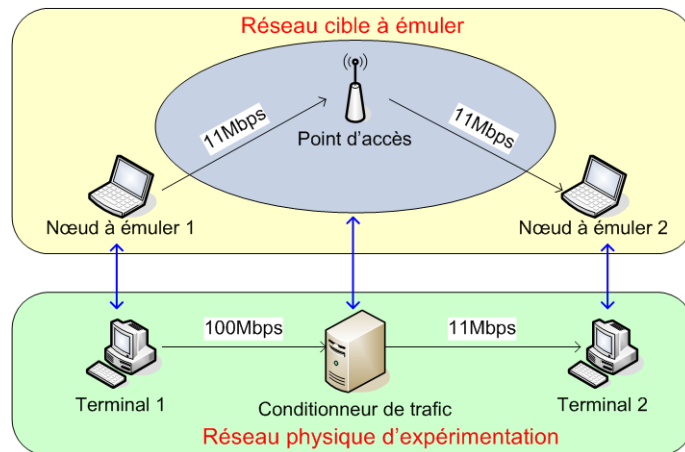 Réseau cible à émuler
11Mbps
11Mbps
Point d'accès
Nœud à émuler 1
Nœud à émuler 2
100Mbps
11Mbps
Terminal 1
Conditionneur de trafic
Terminal 2
Réseau physique d'expérimentation